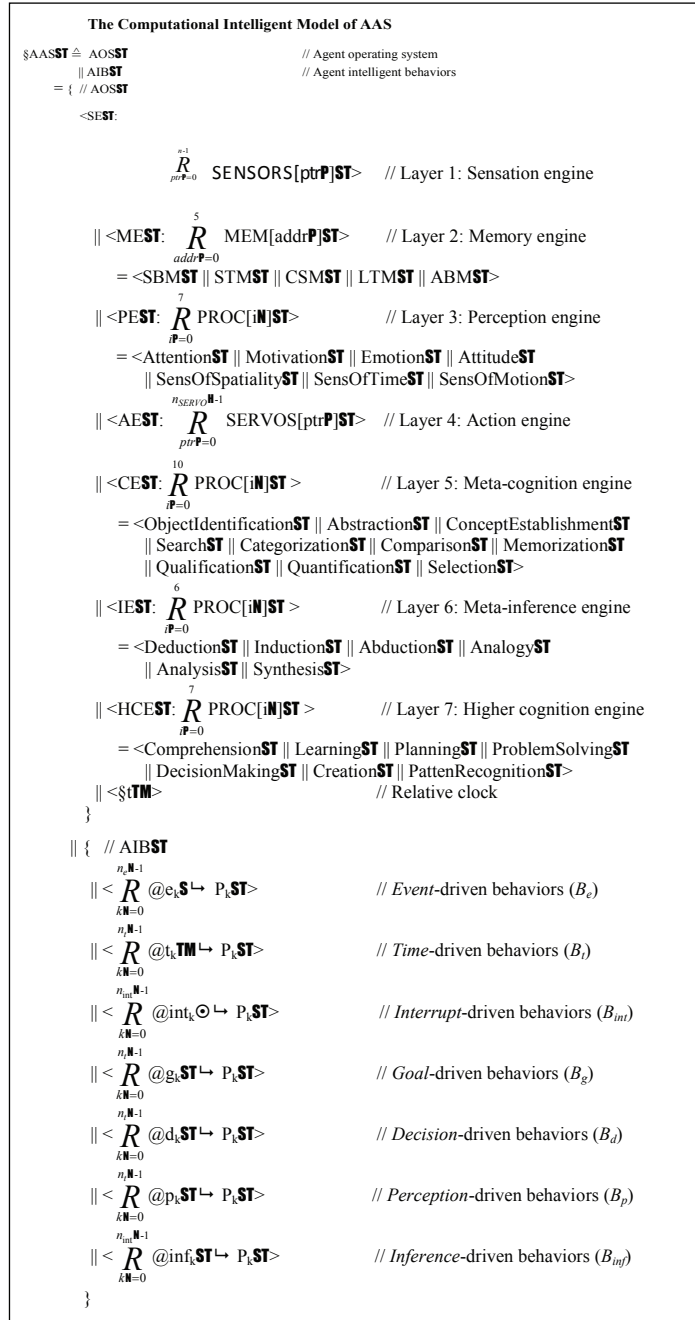 The Computational Intelligent Model of AAS
§AASST ≙ AOSST // Agent operating system
|| AIBST // Agent intelligent behaviors
= { // AOSST
<SEST:
n-1
R SENSORS[ptrP]ST> // Layer 1: Sensation engine
ptrP=0
5
|| <MEST: R MEM[addrP]ST> // Layer 2: Memory engine
addrP=0
= <SBMST || STMST || CSMST || LTMST || ABMST>
7
|| <PEST: R PROC[iN]ST> // Layer 3: Perception engine
iP=0
= <AttentionST || MotivationST || EmotionST || AttitudeST
|| SensOfSpatialityST || SensOfTimeST || SensOfMotionST>
nSERVOH-1
|| <AEST: R SERVOS[ptrP]ST> // Layer 4: Action engine
ptrP=0
10
|| <CEST: R PROC[iN]ST > // Layer 5: Meta-cognition engine
iP=0
= <ObjectIdentificationST || AbstractionST || ConceptEstablishmentST
|| SearchST || CategorizationST || ComparisonST || MemorizationST
|| QualificationST || QuantificationST || SelectionST>
6
|| <IEST: R PROC[iN]ST > // Layer 6: Meta-inference engine
iP=0
= <DeductionST || InductionST || AbductionST || AnalogyST
|| AnalysisST || SynthesisST>
7
|| <HCEST: R PROC[iN]ST > // Layer 7: Higher cognition engine
iP=0
= <ComprehensionST || LearningST || PlanningST || ProblemSolvingST
|| DecisionMakingST || CreationST || PattenRecognitionST>
|| <§tTM> // Relative clock
}
|| { // AIBST
neN-1
|| < R @ekS ↳ PkST> // Event-driven behaviors (Be)
kN=0
ntN-1
|| < R @tkTM ↳ PkST> // Time-driven behaviors (Bt)
kN=0
nintN-1
|| < R @intk⊙ ↳ PkST> // Interrupt-driven behaviors (Bint)
kN=0
ntN-1
|| < R @gkST ↳ PkST> // Goal-driven behaviors (Bg)
kN=0
ntN-1
|| < R @dkST ↳ PkST> // Decision-driven behaviors (Bd)
kN=0
ntN-1
|| < R @pkST ↳ PkST> // Perception-driven behaviors (Bp)
kN=0
nintN-1
|| < R @infkST ↳ PkST> // Inference-driven behaviors (Binf)
kN=0
}